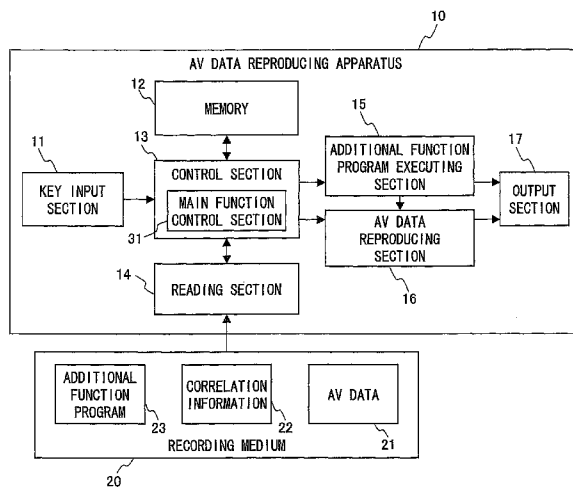 10
AV DATA REPRODUCING APPARATUS
12
MEMORY
11
KEY INPUT
SECTION
13
CONTROL SECTION
MAIN FUNCTION
CONTROL SECTION
31
15
ADDITIONAL FUNCTION
PROGRAM EXECUTING
SECTION
17
OUTPUT
SECTION
AV DATA
REPRODUCING
SECTION
16
14
READING SECTION
ADDITIONAL
FUNCTION
PROGRAM
23
CORRELATION
INFORMATION
22
AV DATA
21
RECORDING MEDIUM
20